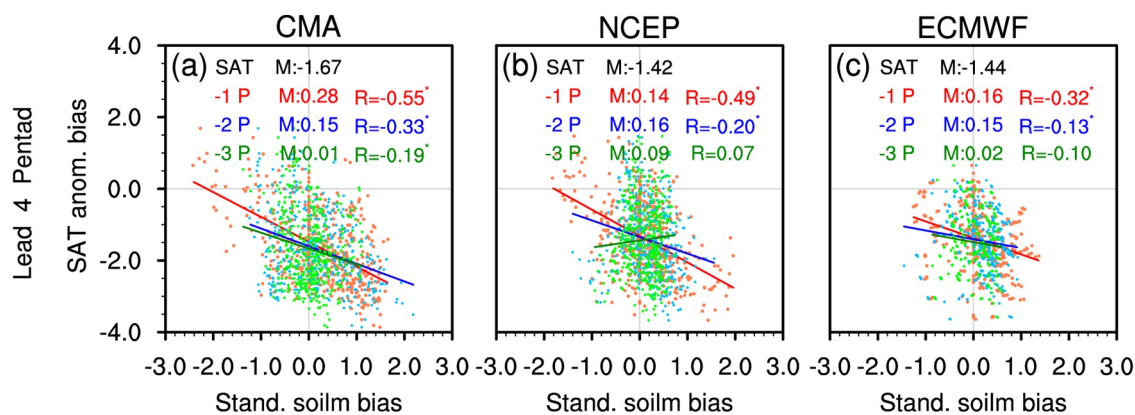 CMA NCEP ECMWF
Lead 4 Pentad
SAT anom. bias
4.0
2.0
0.0
-2.0
-4.0
(a) SAT M:-1.67
-1 P M:0.28 R=-0.55*
-2 P M:0.15 R=-0.33*
-3 P M:0.01 R=-0.19*
(b) SAT M:-1.42
-1 P M:0.14 R=-0.49*
-2 P M:0.16 R=-0.20*
-3 P M:0.09 R=0.07
(c) SAT M:-1.44
-1 P M:0.16 R=-0.32*
-2 P M:0.15 R=-0.13*
-3 P M:0.02 R=-0.10
-3.0 -2.0 -1.0 0.0 1.0 2.0 3.0 -2.0 -1.0 0.0 1.0 2.0 3.0 -2.0 -1.0 0.0 1.0 2.0 3.0
Stand. soilm bias Stand. soilm bias Stand. soilm bias